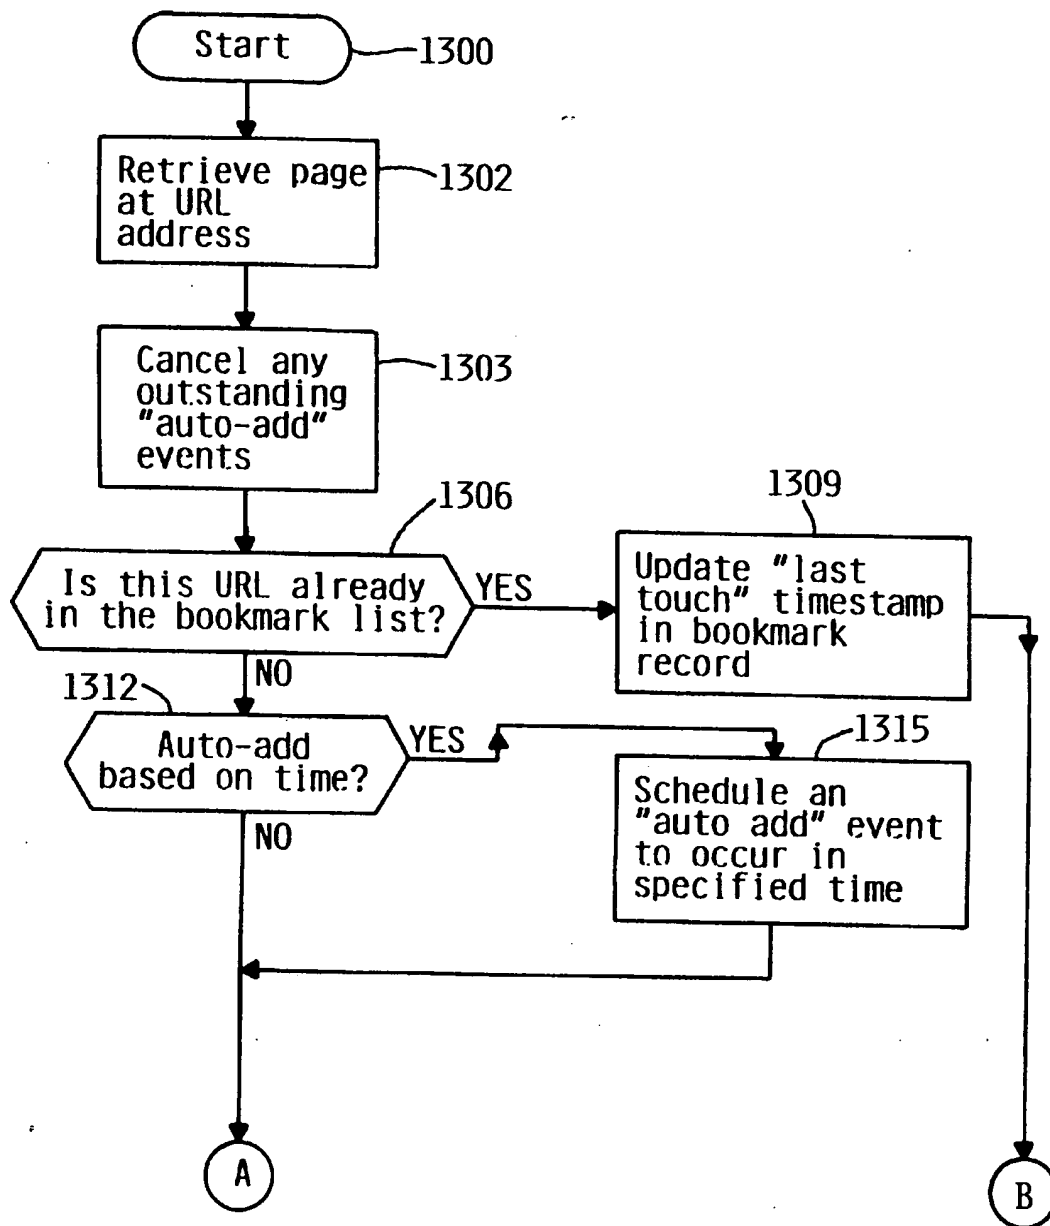 Start
1300
Retrieve page
at URL
address
1302
Cancel any
outstanding
"auto-add"
events
1303
1306
Is this URL already
in the bookmark list?
YES
NO
1309
Update "last
touch" timestamp
in bookmark
record
1312
Auto-add
based on time?
YES
NO
1315
Schedule an
"auto add" event
to occur in
specified time
A
B